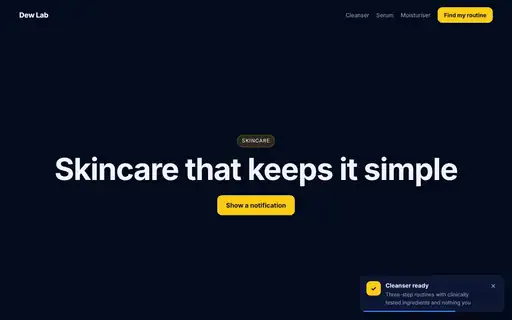 Dew Lab
Cleanser Serum Moisturiser Find my routine
SKINCARE
Skincare that keeps it simple
Show a notification
Cleanser ready
Three-step routines with clinically
tested ingredients and nothing you